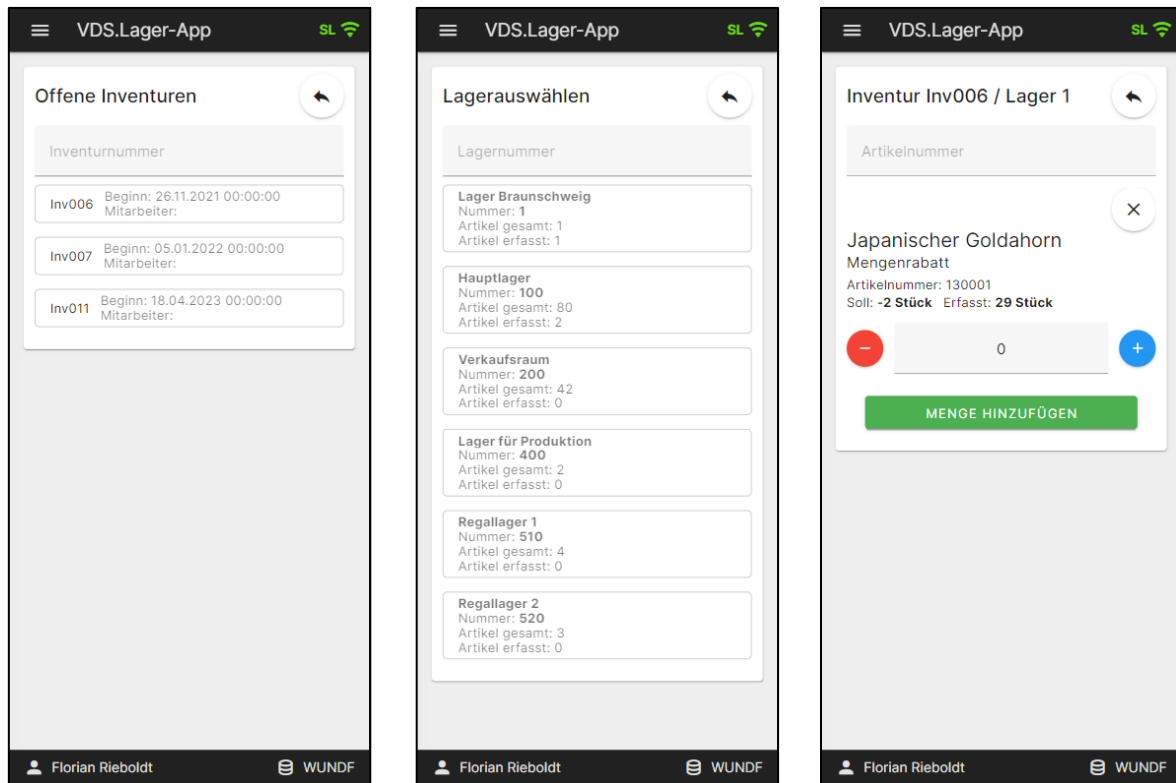 VDS.Lager-App
SL
Offene Inventuren
Inventurnummer
Inv006
Beginn: 26.11.2021 00:00:00
Mitarbeiter:
Inv007
Beginn: 05.01.2022 00:00:00
Mitarbeiter:
Inv011
Beginn: 18.04.2023 00:00:00
Mitarbeiter:
Florian Rieboldt
WUNDF
VDS.Lager-App
SL
Lagerauswählen
Lagernummer
Lager Braunschweig
Nummer: 1
Artikel gesamt: 1
Artikel erfasst: 1
Hauptlager
Nummer: 100
Artikel gesamt: 80
Artikel erfasst: 2
Verkaufsraum
Nummer: 200
Artikel gesamt: 42
Artikel erfasst: 0
Lager für Produktion
Nummer: 400
Artikel gesamt: 2
Artikel erfasst: 0
Regallager 1
Nummer: 510
Artikel gesamt: 4
Artikel erfasst: 0
Regallager 2
Nummer: 520
Artikel gesamt: 3
Artikel erfasst: 0
Florian Rieboldt
WUNDF
VDS.Lager-App
SL
Inventur Inv006 / Lager 1
Artikelnummer
Japanischer Goldahorn
Mengenrabatt
Artikelnummer: 130001
Soll: -2 Stück Erfasst: 29 Stück
0
MENGE HINZUFÜGEN
Florian Rieboldt
WUNDF